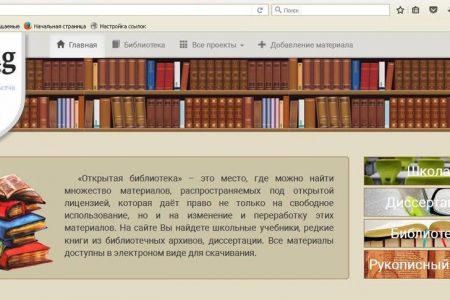 Поиск
Начальная страница Настройка ссылок
g
Главная Библиотека Все проекты Добавление материала
«Открытая библиотека» – это место, где можно найти
множество материалов, распространяемых под открытой
лицензией, которая даёт право не только на свободное
использование, но и на изменение и переработку этих
материалов. На сайте Вы найдете школьные учебники, редкие
книги из библиотечных архивов, диссертации. Все материалы
доступны в электроном виде для скачивания.
Школа
Диссерта
Библиоте
Рукописный